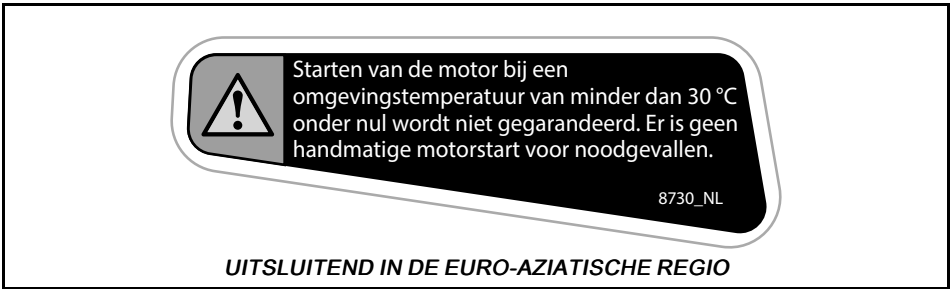 Starten van de motor bij een
omgevingstemperatuur van minder dan 30 °C
onder nul wordt niet gegarandeerd. Er is geen
handmatige motorstart voor noodgevallen.
8730_NL
UITSLUITEND IN DE EURO-AZIATISCHE REGIO